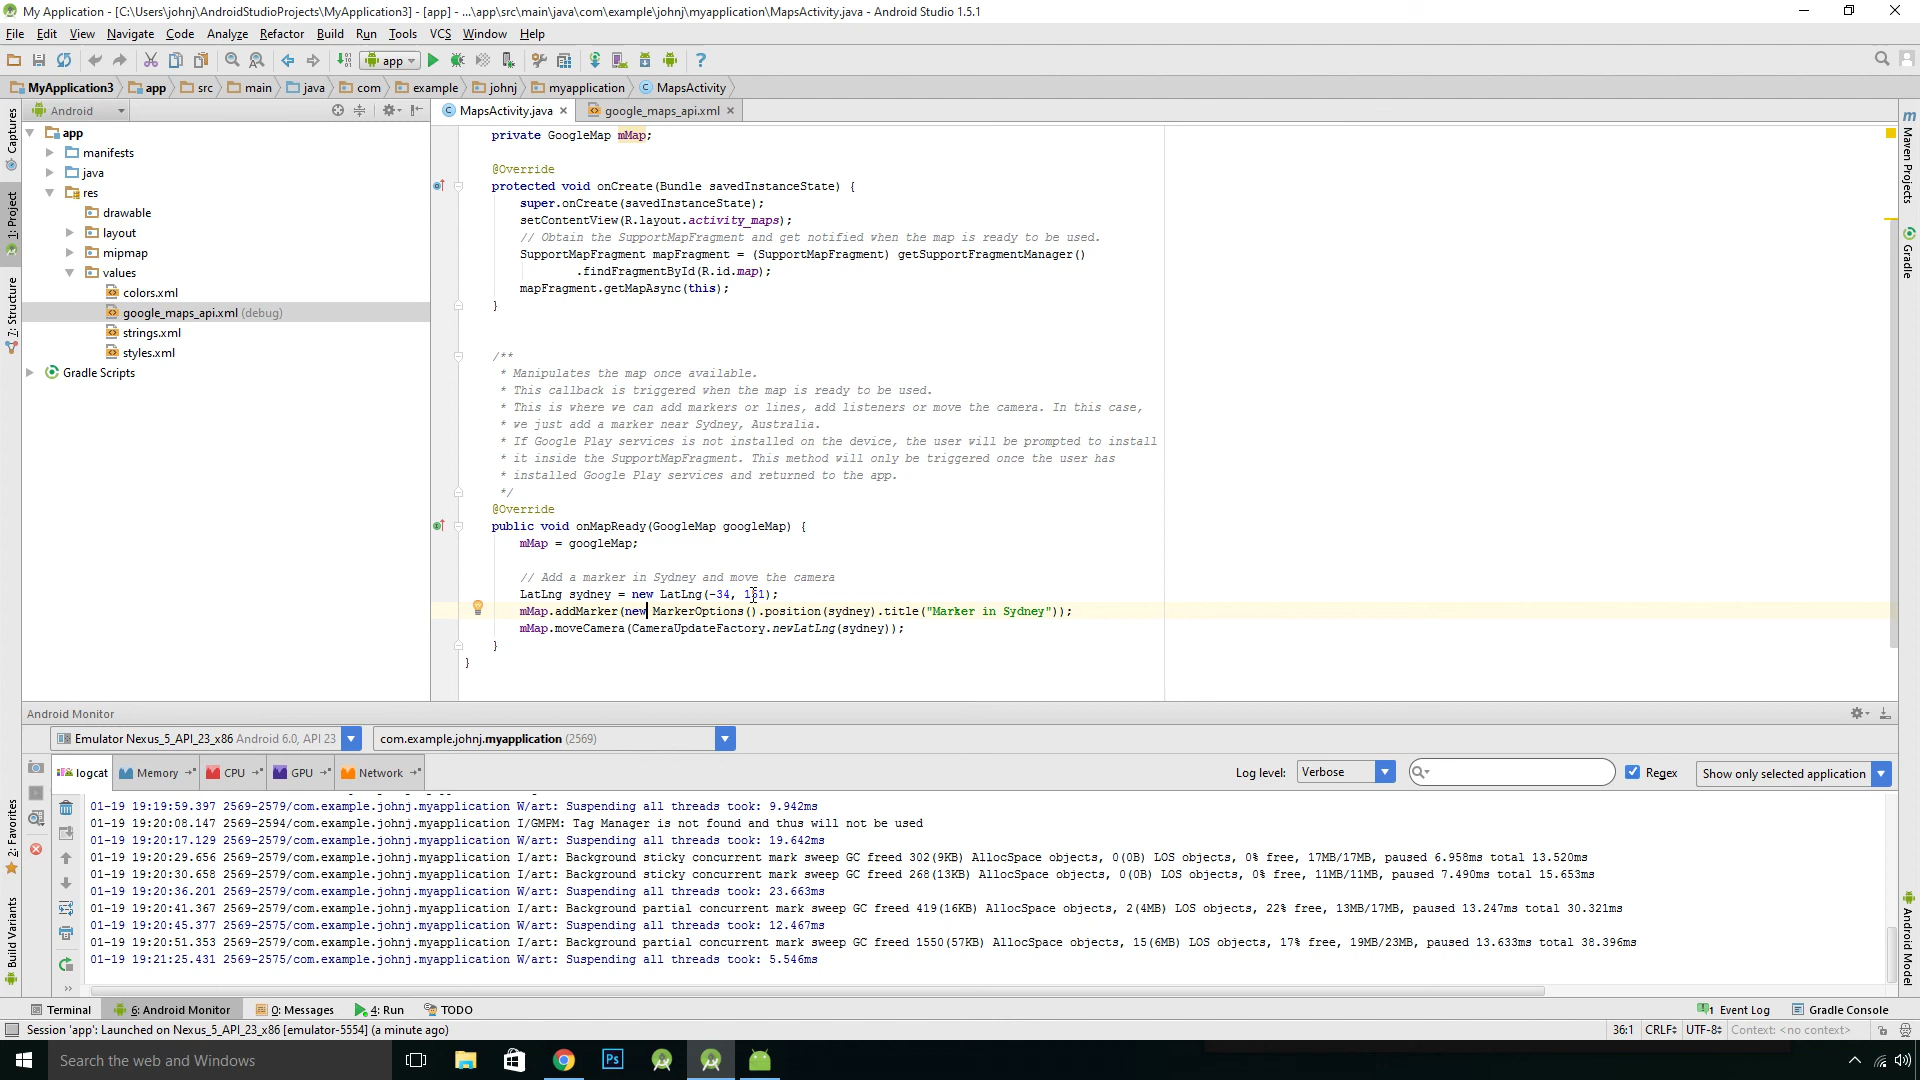 My Application - [C:\Users\johnj\AndroidStudioProjects\MyApplication3] - [app] - ...\app\src\main\java\com\example\johnj\myapplication\MapsActivity.java - Android Studio 1.5.1
File Edit View Navigate Code Analyze Refactor Build Run Tools VCS Window Help
app
MyApplication3 app src main java com example johnj myapplication MapsActivity
Android
MapsActivity.java google_maps_api.xml
app
manifests
java
res
drawable
layout
mipmap
values
colors.xml
google_maps_api.xml (debug)
strings.xml
styles.xml
Gradle Scripts
Captures
1: Project
7: Structure
2: Favorites
Build Variants
private GoogleMap mMap;
@Override
protected void onCreate(Bundle savedInstanceState) {
super.onCreate(savedInstanceState);
setContentView(R.layout.activity_maps);
// Obtain the SupportMapFragment and get notified when the map is ready to be used.
SupportMapFragment mapFragment = (SupportMapFragment) getSupportFragmentManager()
.findFragmentById(R.id.map);
mapFragment.getMapAsync(this);
}
/**
* Manipulates the map once available.
* This callback is triggered when the map is ready to be used.
* This is where we can add markers or lines, add listeners or move the camera. In this case,
* we just add a marker near Sydney, Australia.
* If Google Play services is not installed on the device, the user will be prompted to install
* it inside the SupportMapFragment. This method will only be triggered once the user has
* installed Google Play services and returned to the app.
*/
@Override
public void onMapReady(GoogleMap googleMap) {
mMap = googleMap;
// Add a marker in Sydney and move the camera
LatLng sydney = new LatLng(-34, 151);
mMap.addMarker(new MarkerOptions().position(sydney).title("Marker in Sydney"));
mMap.moveCamera(CameraUpdateFactory.newLatLng(sydney));
}
}
m Maven Projects
Gradle
Android Model
Android Monitor
Emulator Nexus_5_API_23_x86 Android 6.0, API 23 com.example.johnj.myapplication (2569)
logcat Memory CPU GPU Network Log level: Verbose Regex Show only selected application
01-19 19:19:59.397 2569-2579/com.example.johnj.myapplication W/art: Suspending all threads took: 9.942ms
01-19 19:20:08.147 2569-2594/com.example.johnj.myapplication I/GMPM: Tag Manager is not found and thus will not be used
01-19 19:20:17.129 2569-2579/com.example.johnj.myapplication W/art: Suspending all threads took: 19.642ms
01-19 19:20:29.656 2569-2579/com.example.johnj.myapplication I/art: Background sticky concurrent mark sweep GC freed 302(9KB) AllocSpace objects, 0(0B) LOS objects, 0% free, 17MB/17MB, paused 6.958ms total 13.520ms
01-19 19:20:30.658 2569-2579/com.example.johnj.myapplication I/art: Background sticky concurrent mark sweep GC freed 268(13KB) AllocSpace objects, 0(0B) LOS objects, 0% free, 11MB/11MB, paused 7.490ms total 15.653ms
01-19 19:20:36.201 2569-2579/com.example.johnj.myapplication W/art: Suspending all threads took: 23.663ms
01-19 19:20:41.367 2569-2579/com.example.johnj.myapplication I/art: Background partial concurrent mark sweep GC freed 419(16KB) AllocSpace objects, 2(4MB) LOS objects, 22% free, 13MB/17MB, paused 13.247ms total 30.321ms
01-19 19:20:45.377 2569-2579/com.example.johnj.myapplication W/art: Suspending all threads took: 12.467ms
01-19 19:20:51.353 2569-2579/com.example.johnj.myapplication I/art: Background partial concurrent mark sweep GC freed 1550(57KB) AllocSpace objects, 15(6MB) LOS objects, 17% free, 19MB/23MB, paused 13.633ms total 38.396ms
01-19 19:21:25.431 2569-2575/com.example.johnj.myapplication W/art: Suspending all threads took: 5.546ms
Terminal 6: Android Monitor 0: Messages 4: Run TODO 1 Event Log Gradle Console
Session 'app': Launched on Nexus_5_API_23_x86 [emulator-5554] (a minute ago) 36:1 CRLF UTF-8 Context: <no context>
Search the web and Windows Ps